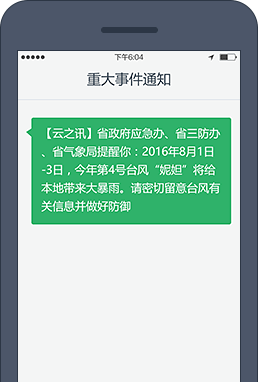 下午6:04
重大事件通知
【云之讯】省政府应急办、省三防办
、省气象局提醒你：2016年8月1日
-3日，今年第4号台风“妮妲”将给
本地带来大暴雨。请密切留意台风有
关信息并做好防御